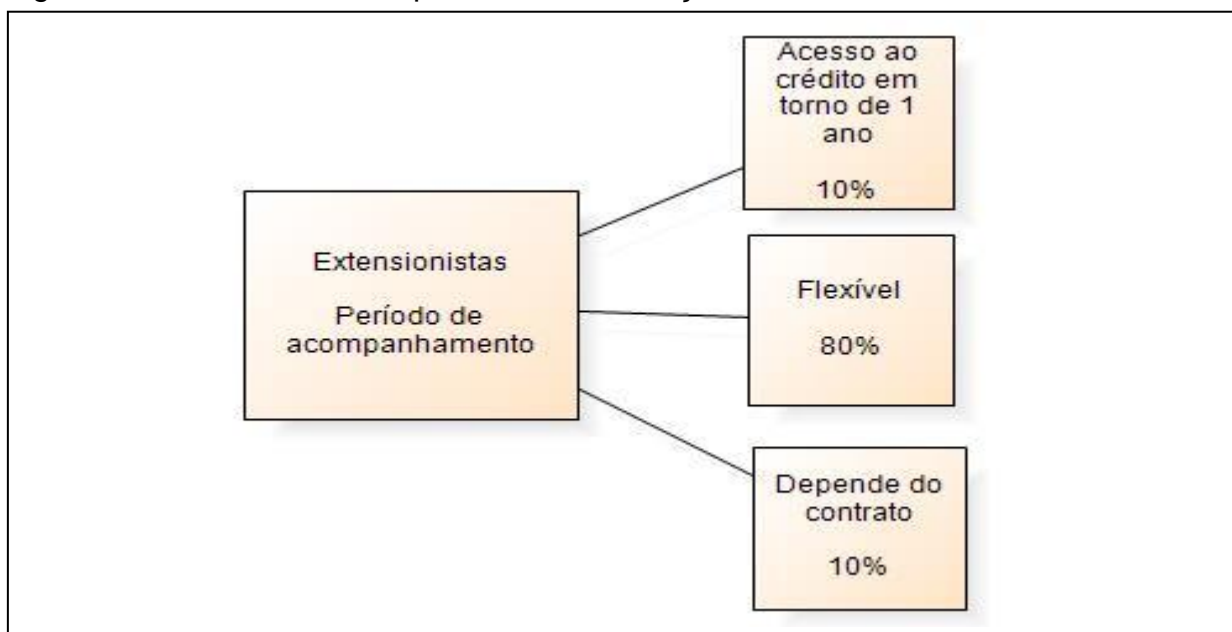 Extensionistas
Período de
acompanhamento
Acesso ao
crédito em
torno de 1
ano
10%
Flexível
80%
Depende do
contrato
10%